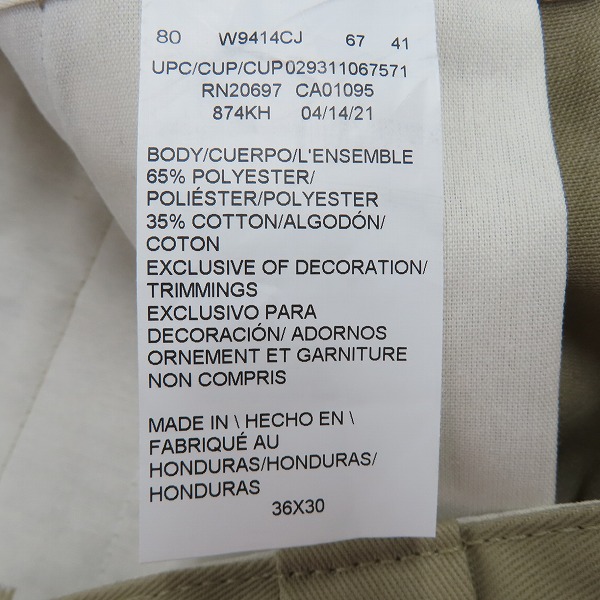 80 W9414CJ 67 41
UPC/CUP/CUP029311067571
RN20697 CA01095
874KH 04/14/21
BODY/CUERPO/L'ENSEMBLE
65% POLYESTER/
POLIÉSTER/POLYESTER
35% COTTON/ALGODÓN/
COTON
EXCLUSIVE OF DECORATION/
TRIMMINGS
EXCLUSIVO PARA
DECORACIÓN/ ADORNOS
ORNEMENT ET GARNITURE
NON COMPRIS
MADE IN \ HECHO EN \
FABRIQUÉ AU
HONDURAS/HONDURAS/
HONDURAS
36X30